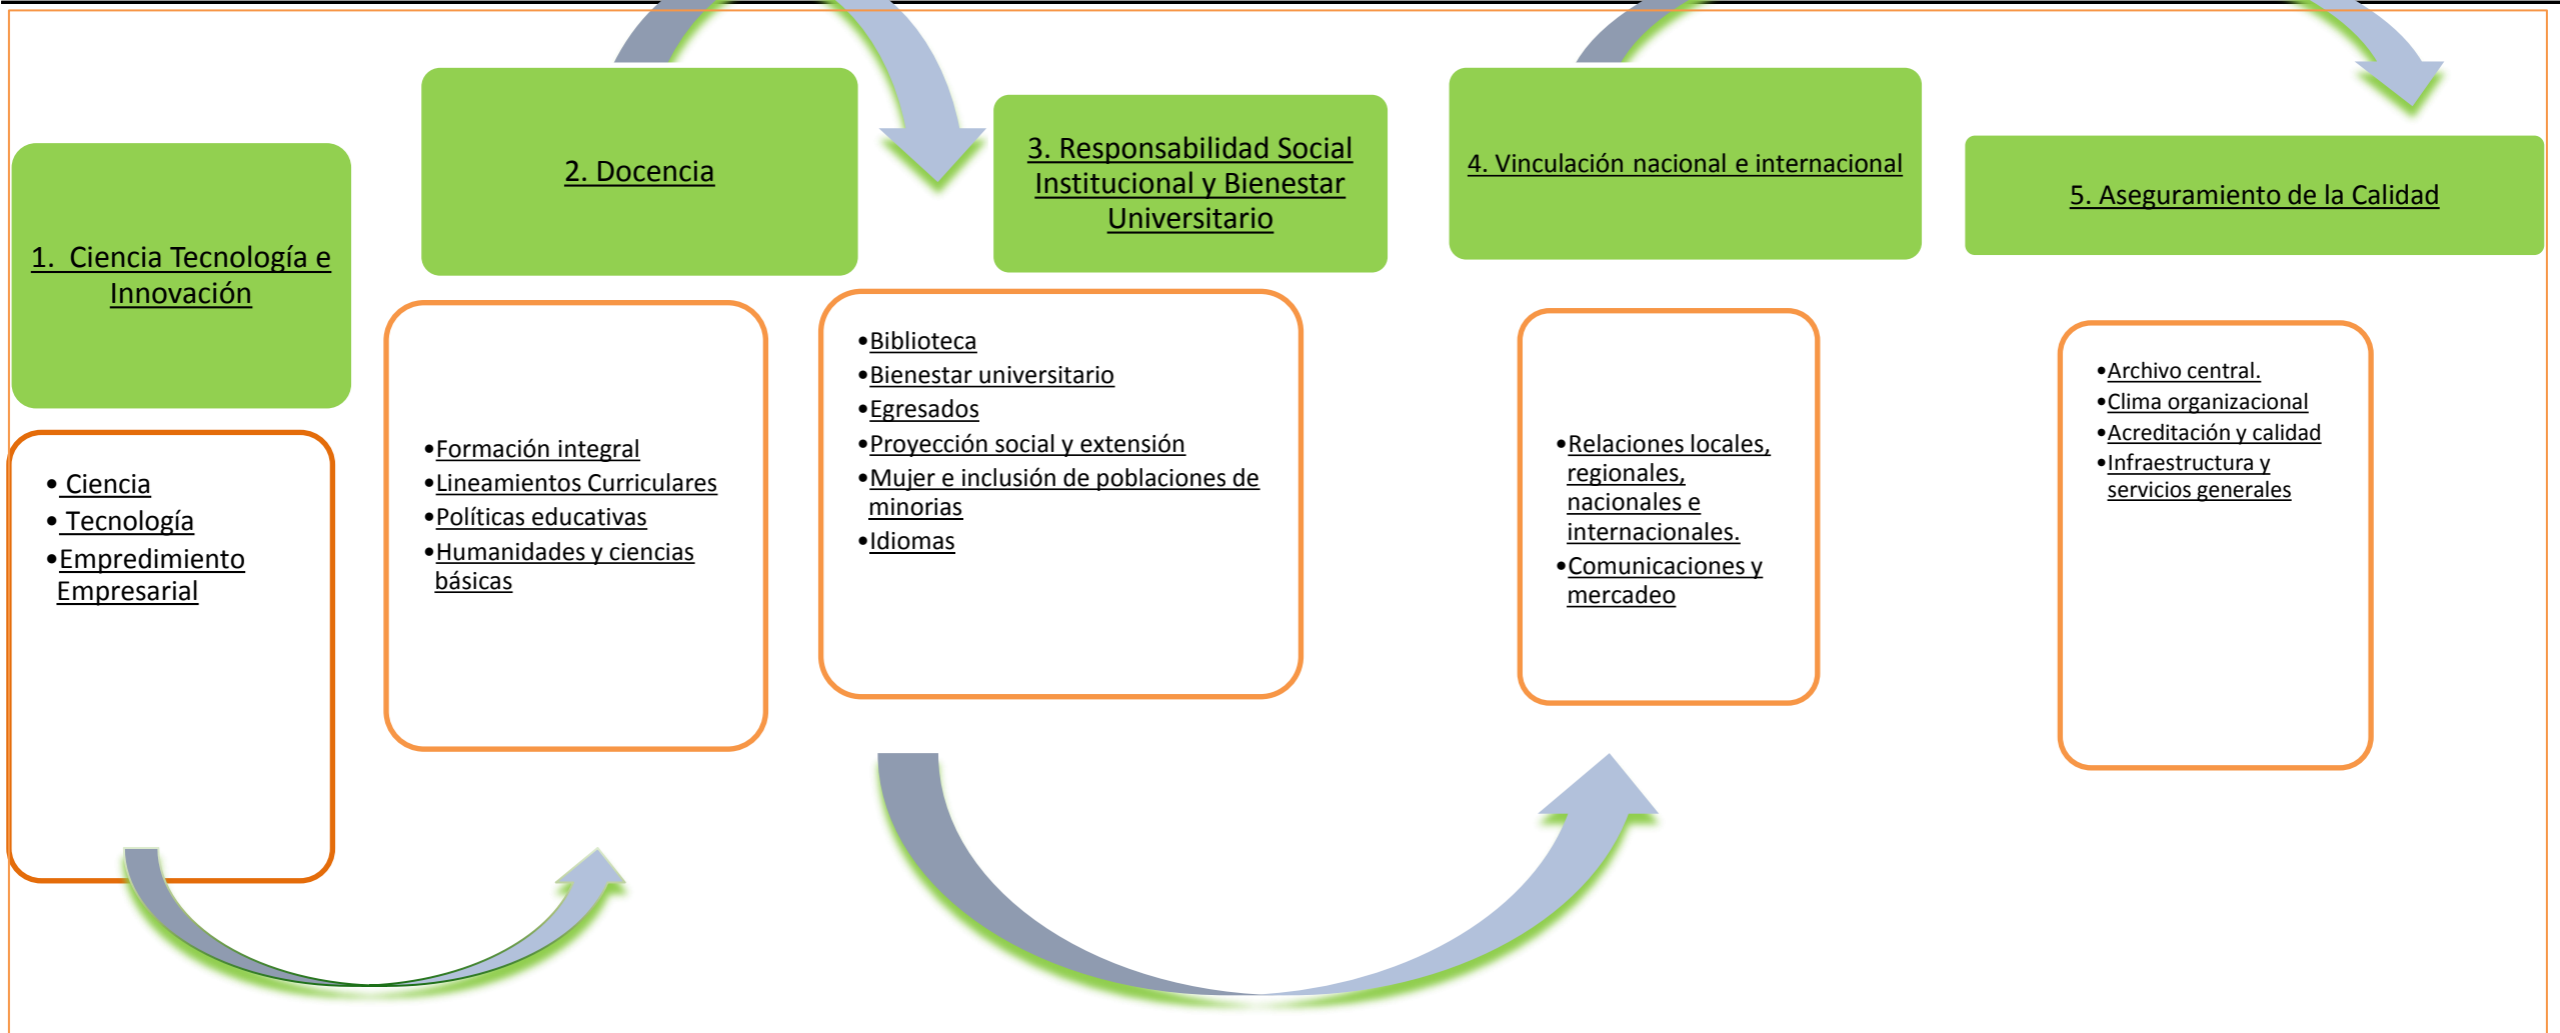 1. Ciencia Tecnología e
Innovación
• Ciencia
• Tecnología
•Empredimiento
Empresarial
2. Docencia
•Formación integral
•Lineamientos Curriculares
•Políticas educativas
•Humanidades y ciencias
básicas
3. Responsabilidad Social
Institucional y Bienestar
Universitario
•Biblioteca
•Bienestar universitario
•Egresados
•Proyección social y extensión
•Mujer e inclusión de poblaciones de
minorias
•Idiomas
4. Vinculación nacional e internacional
•Relaciones locales,
regionales,
nacionales e
internacionales.
•Comunicaciones y
mercadeo
5. Aseguramiento de la Calidad
•Archivo central.
•Clima organizacional
•Acreditación y calidad
•Infraestructura y
servicios generales